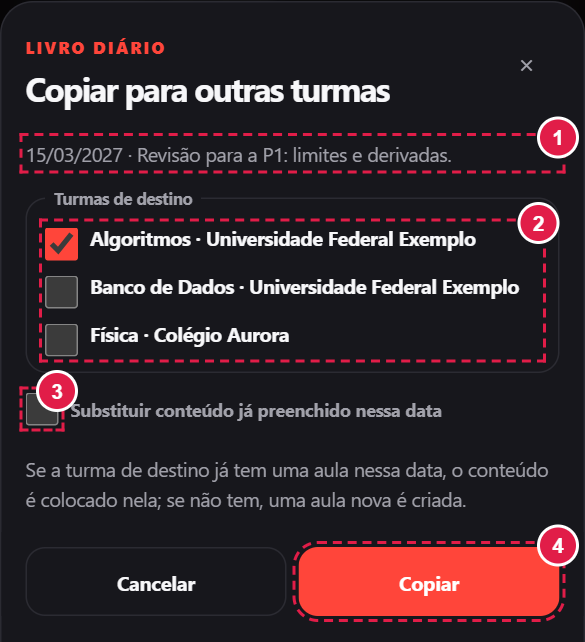 LIVRO DIÁRIO
×
Copiar para outras turmas
1
15/03/2027 · Revisão para a P1: limites e derivadas.
Turmas de destino
2
Algoritmos · Universidade Federal Exemplo
Banco de Dados · Universidade Federal Exemplo
Física · Colégio Aurora
3
Substituir conteúdo já preenchido nessa data
Se a turma de destino já tem uma aula nessa data, o conteúdo
é colocado nela; se não tem, uma aula nova é criada.
4
Cancelar
Copiar